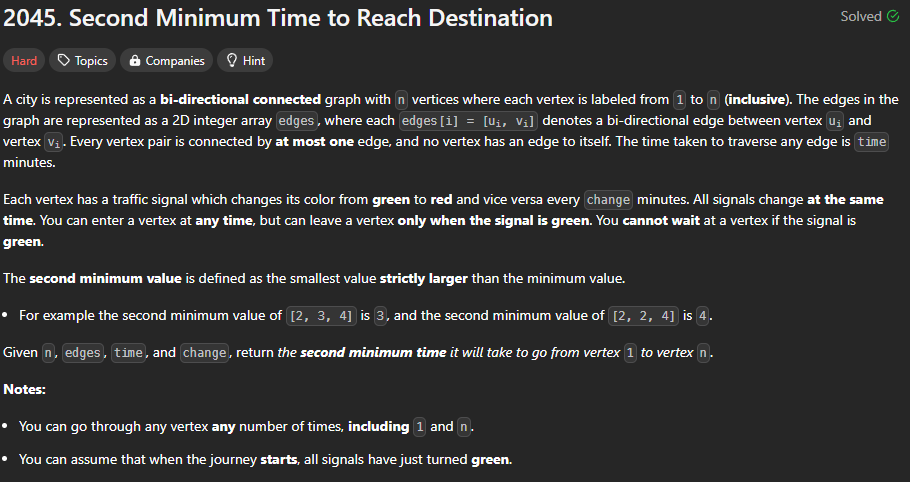 2045. Second Minimum Time to Reach Destination
Solved
Hard Topics Companies Hint
A city is represented as a bi-directional connected graph with n vertices where each vertex is labeled from 1 to n (inclusive). The edges in the
graph are represented as a 2D integer array edges, where each edges[i] = [ui, vi] denotes a bi-directional edge between vertex ui and
vertex vi. Every vertex pair is connected by at most one edge, and no vertex has an edge to itself. The time taken to traverse any edge is time
minutes.
Each vertex has a traffic signal which changes its color from green to red and vice versa every change minutes. All signals change at the same
time. You can enter a vertex at any time, but can leave a vertex only when the signal is green. You cannot wait at a vertex if the signal is
green.
The second minimum value is defined as the smallest value strictly larger than the minimum value.
• For example the second minimum value of [2, 3, 4] is 3, and the second minimum value of [2, 2, 4] is 4.
Given n, edges, time, and change, return the second minimum time it will take to go from vertex 1 to vertex n.
Notes:
• You can go through any vertex any number of times, including 1 and n.
• You can assume that when the journey starts, all signals have just turned green.